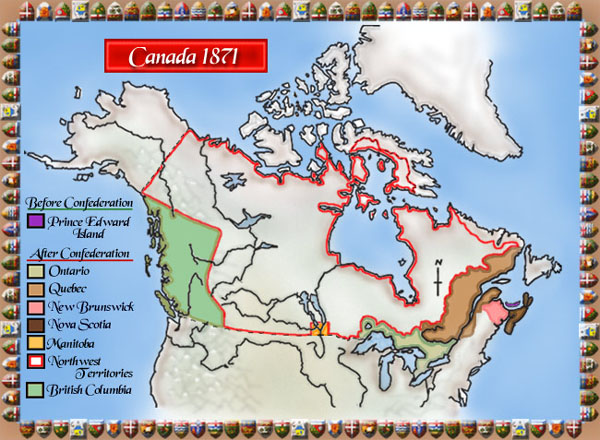 Canada 1871
Before Confederation
Prince Edward
Island
After Confederation
Ontario
Quebec
New Brunswick
Nova Scotia
Manitoba
Northwest
Territories
British Columbia
N